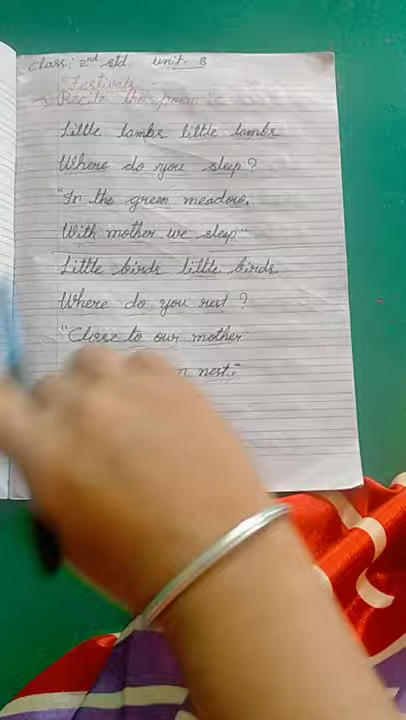 Class: 2nd std. unit- 8
Festivals
Recite the poem :-
Little lambs little lambs
Where do you sleep?
"In the green meadow,
With mother we sleep"
Little birds little birds.
Where do you rest ?
"Close to our mother
nest."